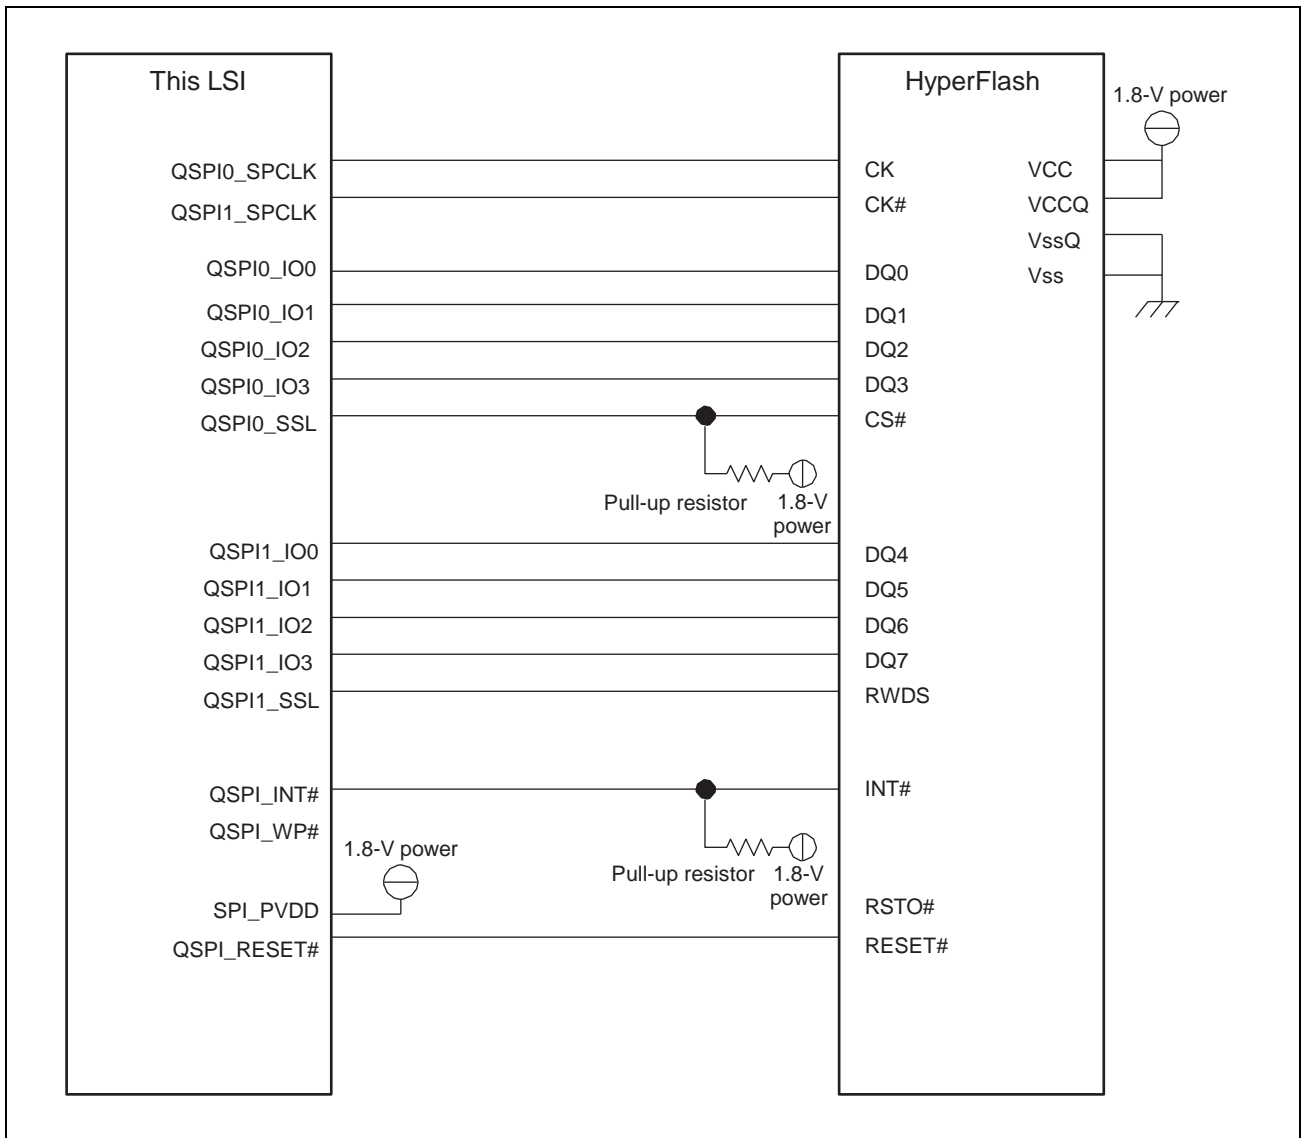 This LSI
HyperFlash
1.8-V power
QSPI0_SPCLK
CK
VCC
QSPI1_SPCLK
CK#
VCCQ
VssQ
QSPI0_IO0
DQ0
Vss
QSPI0_IO1
DQ1
QSPI0_IO2
DQ2
QSPI0_IO3
DQ3
QSPI0_SSL
CS#
Pull-up resistor
1.8-V
power
QSPI1_IO0
DQ4
QSPI1_IO1
DQ5
QSPI1_IO2
DQ6
QSPI1_IO3
DQ7
QSPI1_SSL
RWDS
QSPI_INT#
INT#
QSPI_WP#
1.8-V power
Pull-up resistor
1.8-V
power
SPI_PVDD
RSTO#
QSPI_RESET#
RESET#